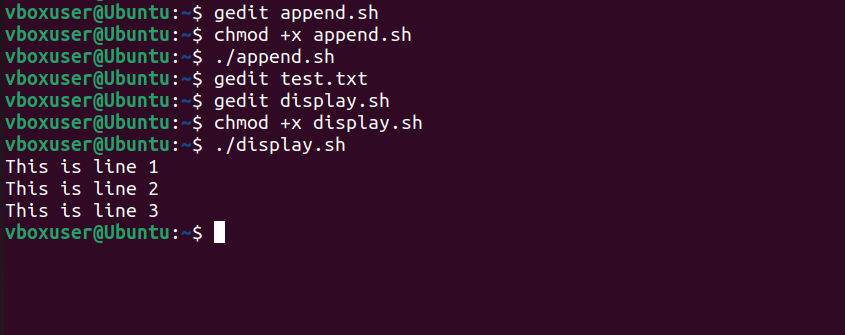 vboxuser@Ubuntu:~$ gedit append.sh
vboxuser@Ubuntu:~$ chmod +x append.sh
vboxuser@Ubuntu:~$ ./append.sh
vboxuser@Ubuntu:~$ gedit test.txt
vboxuser@Ubuntu:~$ gedit display.sh
vboxuser@Ubuntu:~$ chmod +x display.sh
vboxuser@Ubuntu:~$ ./display.sh
This is line 1
This is line 2
This is line 3
vboxuser@Ubuntu:~$